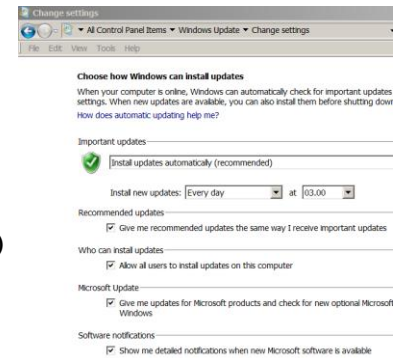 Change settings
All Control Panel Items Windows Update Change settings
File Edit View Tools Help
Choose how Windows can install updates
When your computer is online, Windows can automatically check for important updates
settings. When new updates are available, you can also install them before shutting down
How does automatic updating help me?
Important updates
Install updates automatically (recommended)
Install new updates: Every day at 03.00
Recommended updates
Give me recommended updates the same way I receive important updates
Who can install updates
Allow all users to install updates on this computer
Microsoft Update
Give me updates for Microsoft products and check for new optional Microsoft
Windows
Software notifications
Show me detailed notifications when new Microsoft software is available
)